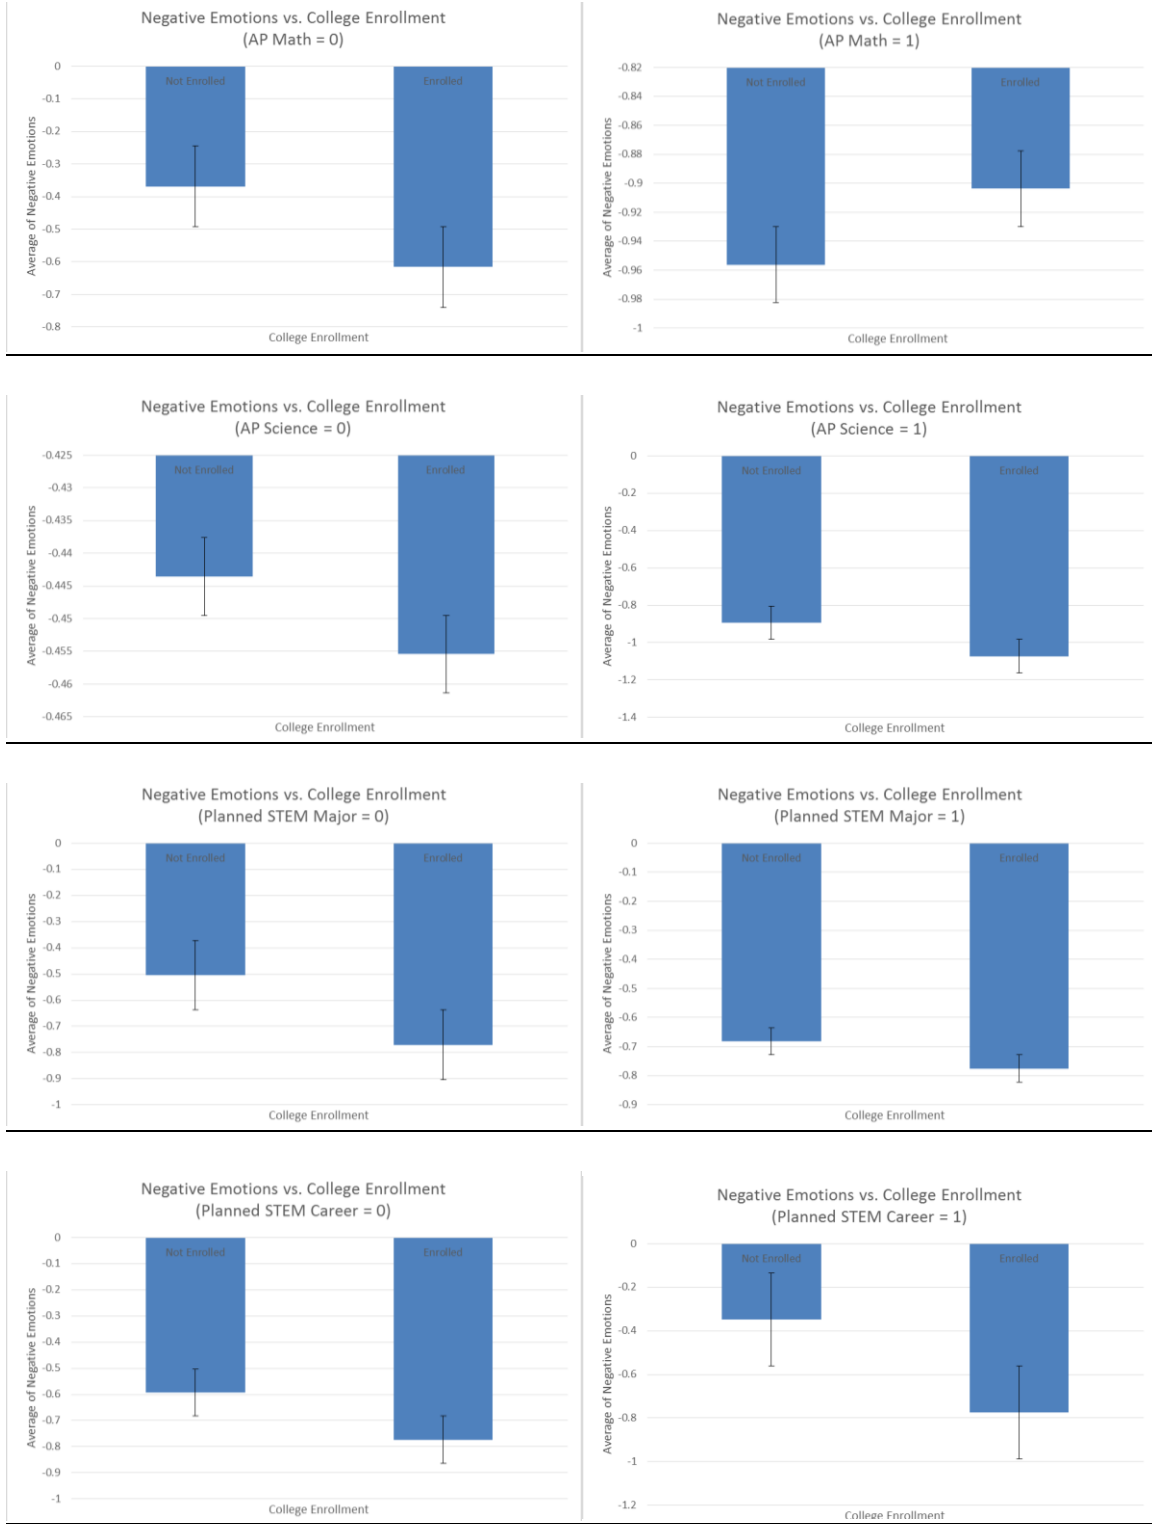 Negative Emotions vs. College Enrollment
(AP Math = 0)
Average of Negative Emotions
0
-0.1
-0.2
-0.3
-0.4
-0.5
-0.6
-0.7
-0.8
Not Enrolled
Enrolled
College Enrollment
Negative Emotions vs. College Enrollment
(AP Math = 1)
Average of Negative Emotions
-0.82
-0.84
-0.86
-0.88
-0.9
-0.92
-0.94
-0.96
-0.98
-1
Not Enrolled
Enrolled
College Enrollment
Negative Emotions vs. College Enrollment
(AP Science = 0)
Average of Negative Emotions
-0.425
-0.43
-0.435
-0.44
-0.445
-0.45
-0.455
-0.46
-0.465
Not Enrolled
Enrolled
College Enrollment
Negative Emotions vs. College Enrollment
(AP Science = 1)
Average of Negative Emotions
0
-0.2
-0.4
-0.6
-0.8
-1
-1.2
-1.4
Not Enrolled
Enrolled
College Enrollment
Negative Emotions vs. College Enrollment
(Planned STEM Major = 0)
Average of Negative Emotions
0
-0.1
-0.2
-0.3
-0.4
-0.5
-0.6
-0.7
-0.8
-0.9
-1
Not Enrolled
Enrolled
College Enrollment
Negative Emotions vs. College Enrollment
(Planned STEM Major = 1)
Average of Negative Emotions
0
-0.1
-0.2
-0.3
-0.4
-0.5
-0.6
-0.7
-0.8
-0.9
Not Enrolled
Enrolled
College Enrollment
Negative Emotions vs. College Enrollment
(Planned STEM Career = 0)
Average of Negative Emotions
0
-0.1
-0.2
-0.3
-0.4
-0.5
-0.6
-0.7
-0.8
-0.9
-1
Not Enrolled
Enrolled
College Enrollment
Negative Emotions vs. College Enrollment
(Planned STEM Career = 1)
Average of Negative Emotions
0
-0.2
-0.4
-0.6
-0.8
-1
-1.2
Not Enrolled
Enrolled
College Enrollment